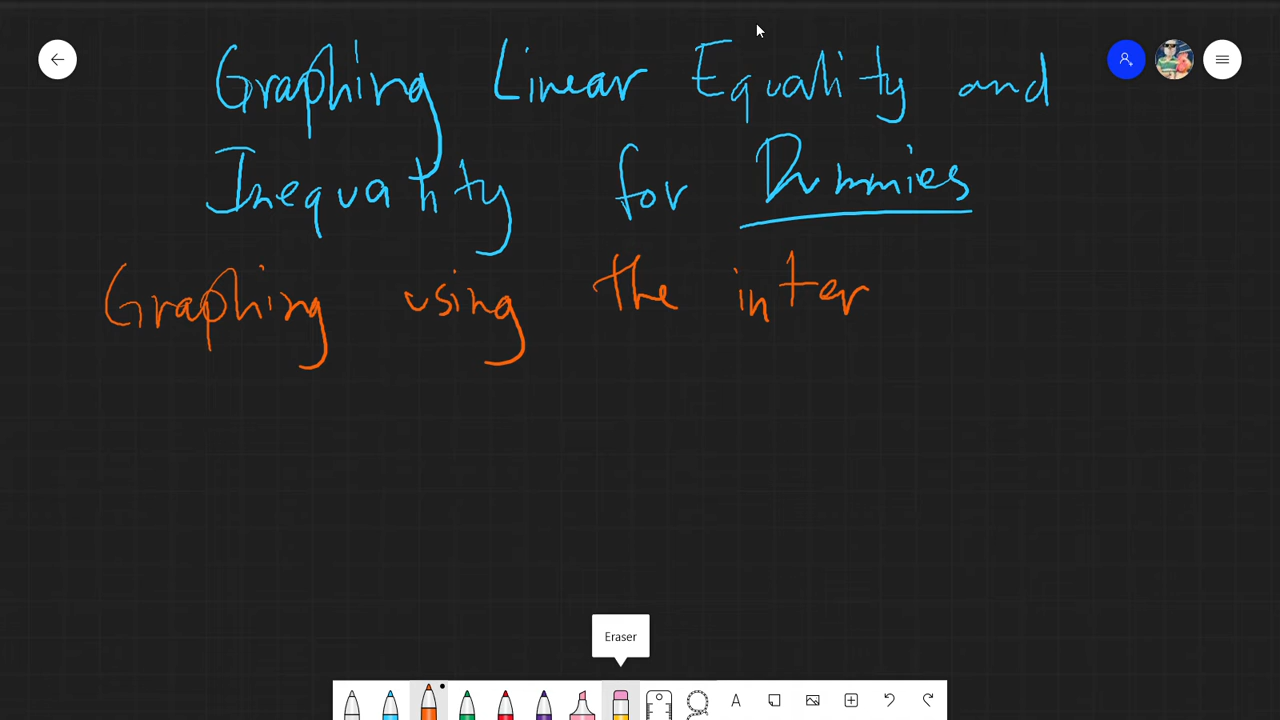 Graphing Linear Equality and
Inequality for Dummies
Graphing using the inter
Eraser
A